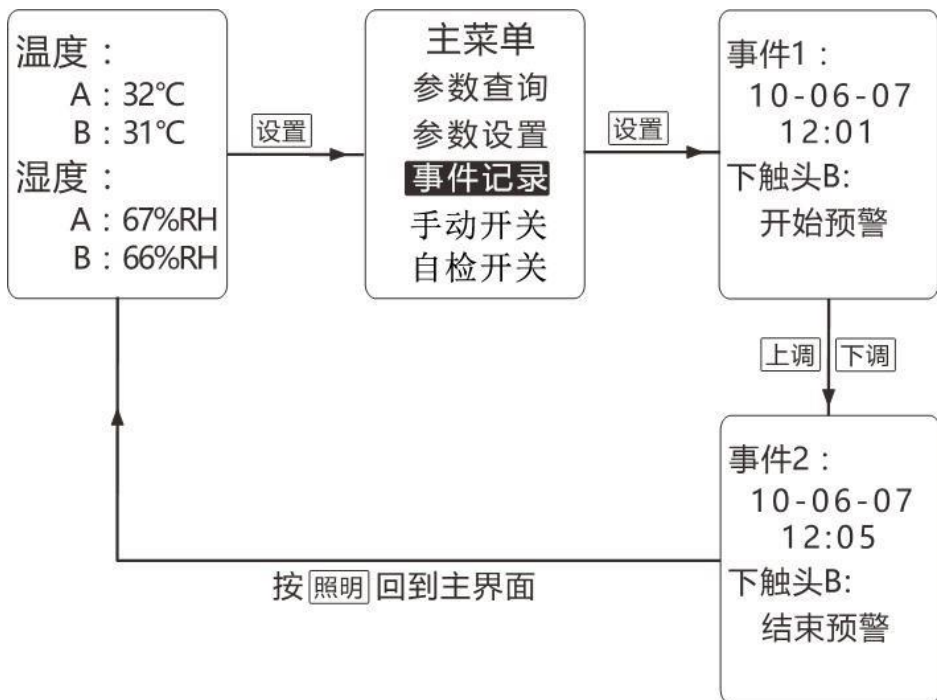 温度：
A：32℃
B：31℃
湿度：
A：67%RH
B：66%RH
设置
主菜单
参数查询
参数设置
事件记录
手动开关
自检开关
设置
事件1：
10-06-07
12:01
下触头B:
开始预警
上调 下调
事件2：
10-06-07
12:05
下触头B:
结束预警
按 照明 回到主界面